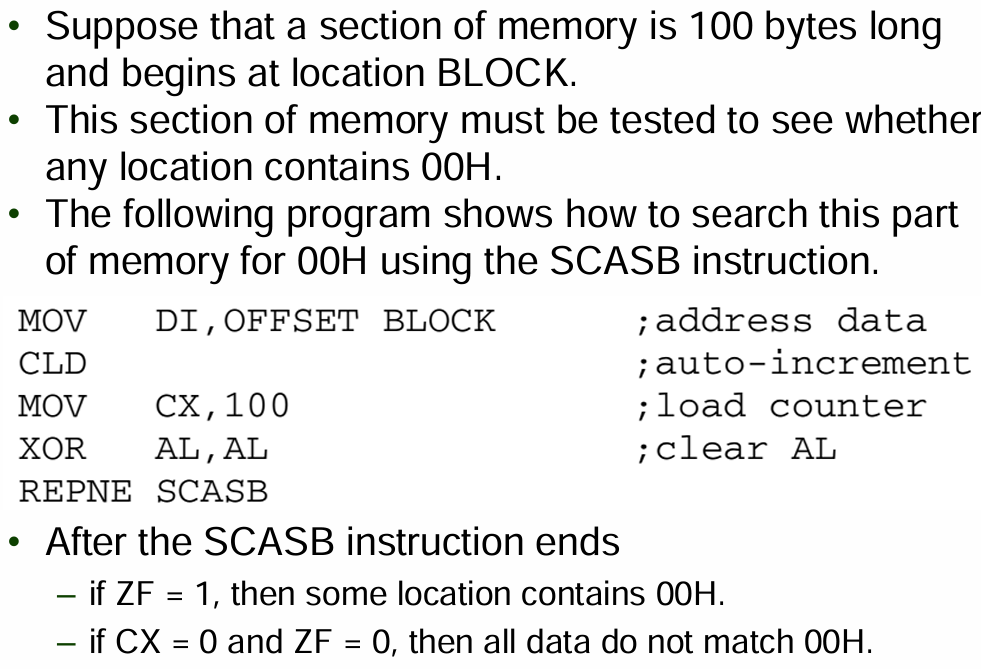 • Suppose that a section of memory is 100 bytes long
and begins at location BLOCK.
• This section of memory must be tested to see whether
any location contains 00H.
• The following program shows how to search this part
of memory for 00H using the SCASB instruction.
MOV DI,OFFSET BLOCK ;address data
CLD ;auto-increment
MOV CX,100 ;load counter
XOR AL,AL ;clear AL
REPNE SCASB
• After the SCASB instruction ends
– if ZF = 1, then some location contains 00H.
– if CX = 0 and ZF = 0, then all data do not match 00H.